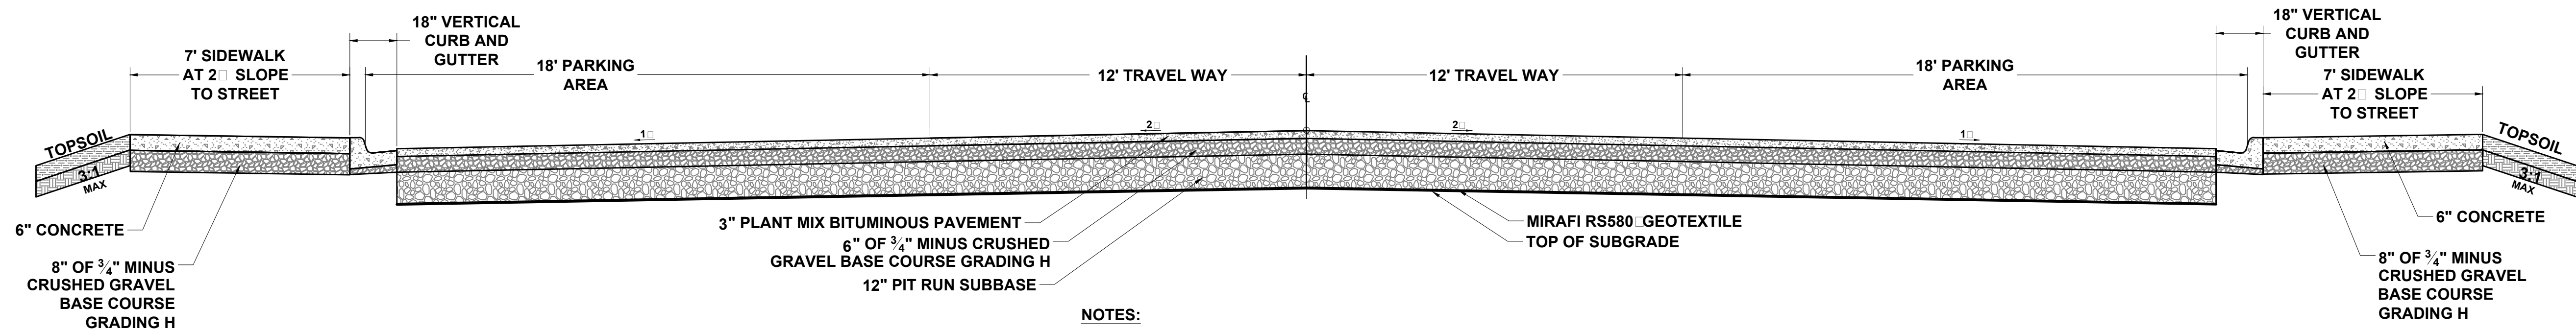 18" VERTICAL
CURB AND
GUTTER
7' SIDEWALK
AT 2□ SLOPE
TO STREET
18' PARKING
AREA
12' TRAVEL WAY
12' TRAVEL WAY
18' PARKING
AREA
18" VERTICAL
CURB AND
GUTTER
7' SIDEWALK
AT 2□ SLOPE
TO STREET
℄
1□
2□
2□
1□
TOPSOIL
3:1
MAX
TOPSOIL
3:1
MAX
6" CONCRETE
8" OF ¾" MINUS
CRUSHED GRAVEL
BASE COURSE
GRADING H
3" PLANT MIX BITUMINOUS PAVEMENT
6" OF ¾" MINUS CRUSHED
GRAVEL BASE COURSE GRADING H
12" PIT RUN SUBBASE
MIRAFI RS580□GEOTEXTILE
TOP OF SUBGRADE
6" CONCRETE
8" OF ¾" MINUS
CRUSHED GRAVEL
BASE COURSE
GRADING H
NOTES: